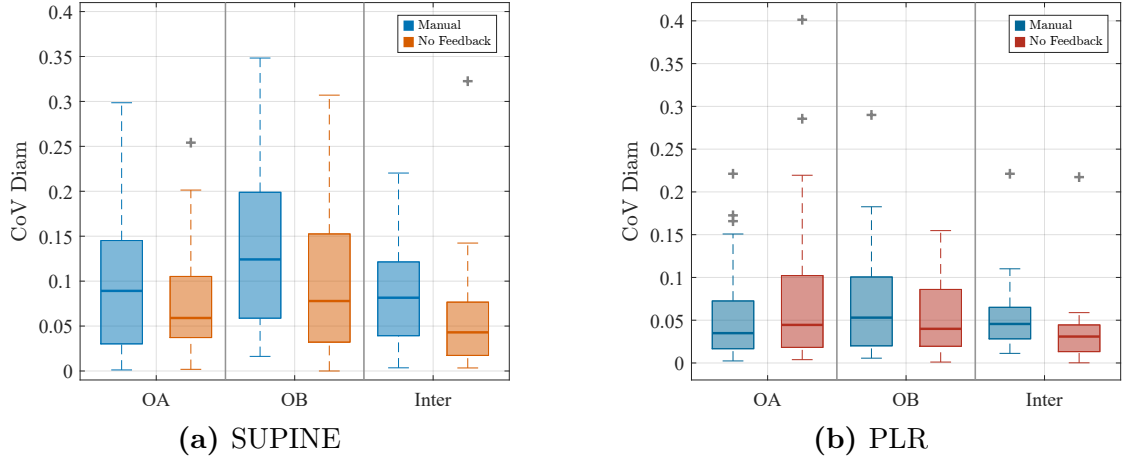 0.4
0.35
0.3
0.25
0.2
0.15
0.1
0.05
0
CoV Diam
Manual
No Feedback
OA
OB
Inter
(a) SUPINE
0.4
0.35
0.3
0.25
0.2
0.15
0.1
0.05
0
CoV Diam
Manual
No Feedback
OA
OB
Inter
(b) PLR